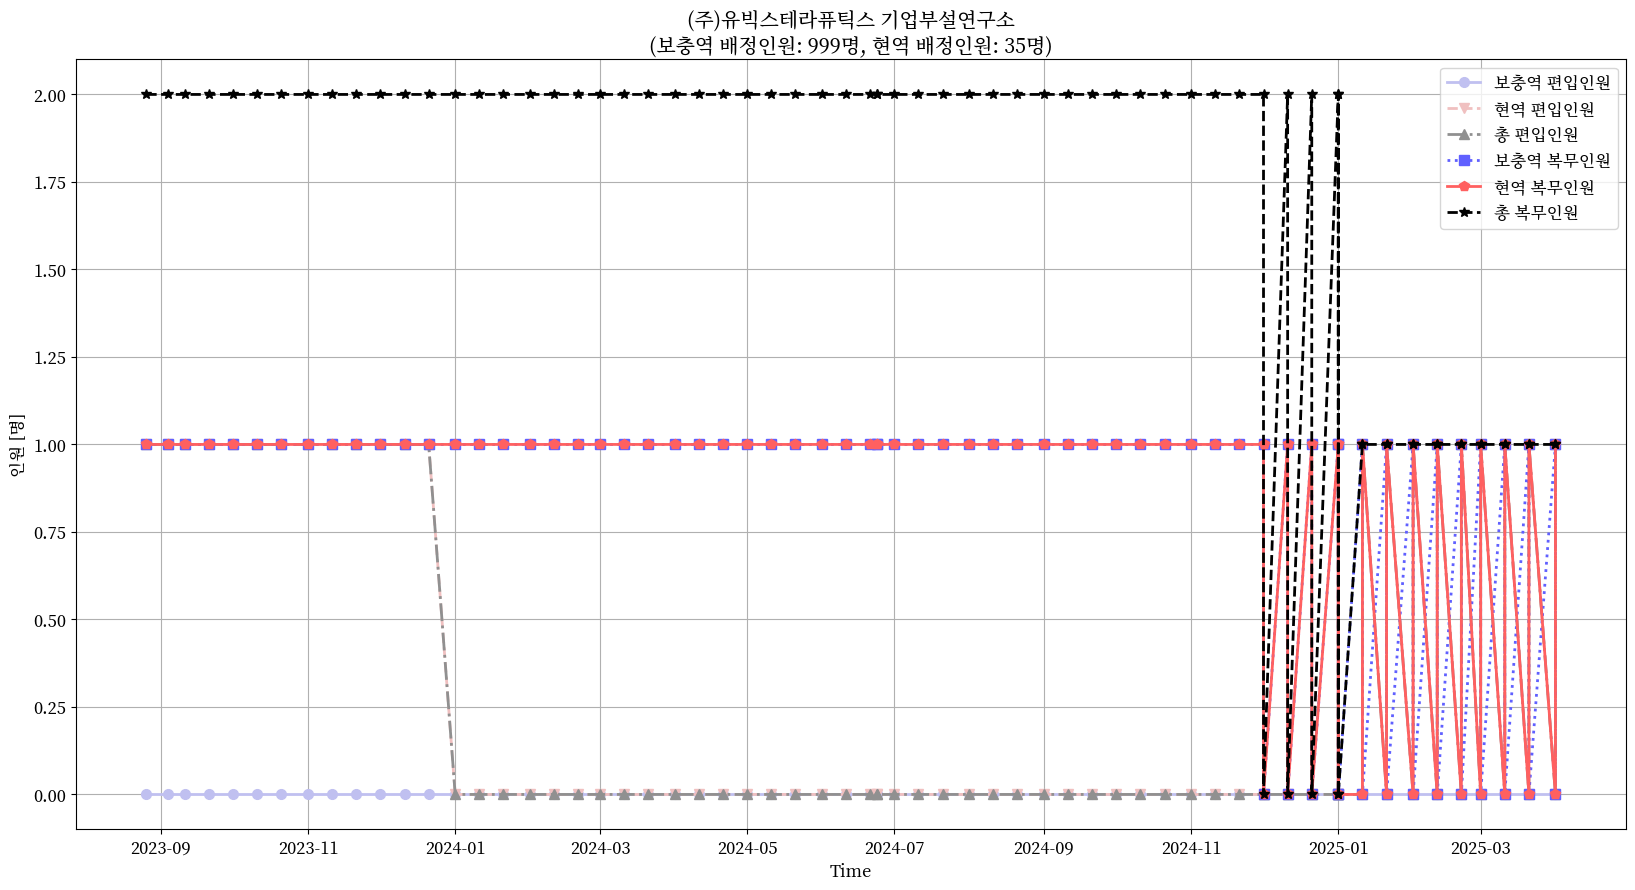 (주)유빅스테라퓨틱스 기업부설연구소
(보충역 배정인원: 999명, 현역 배정인원: 35명)
보충역 편입인원
현역 편입인원
총 편입인원
보충역 복무인원
현역 복무인원
총 복무인원
인원 [명]
2.00
1.75
1.50
1.25
1.00
0.75
0.50
0.25
0.00
2023-09
2023-11
2024-01
2024-03
2024-05
2024-07
2024-09
2024-11
2025-01
2025-03
Time